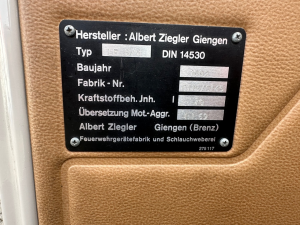 Hersteller : Albert Ziegler Giengen
Typ DIN 14530
Baujahr
Fabrik - Nr.
Kraftstoffbeh. Jnh. l
Übersetzung Mot-Aggr.
Albert Ziegler Giengen (Brenz)
Feuerwehrgerätefabrik und Schlauchweberei